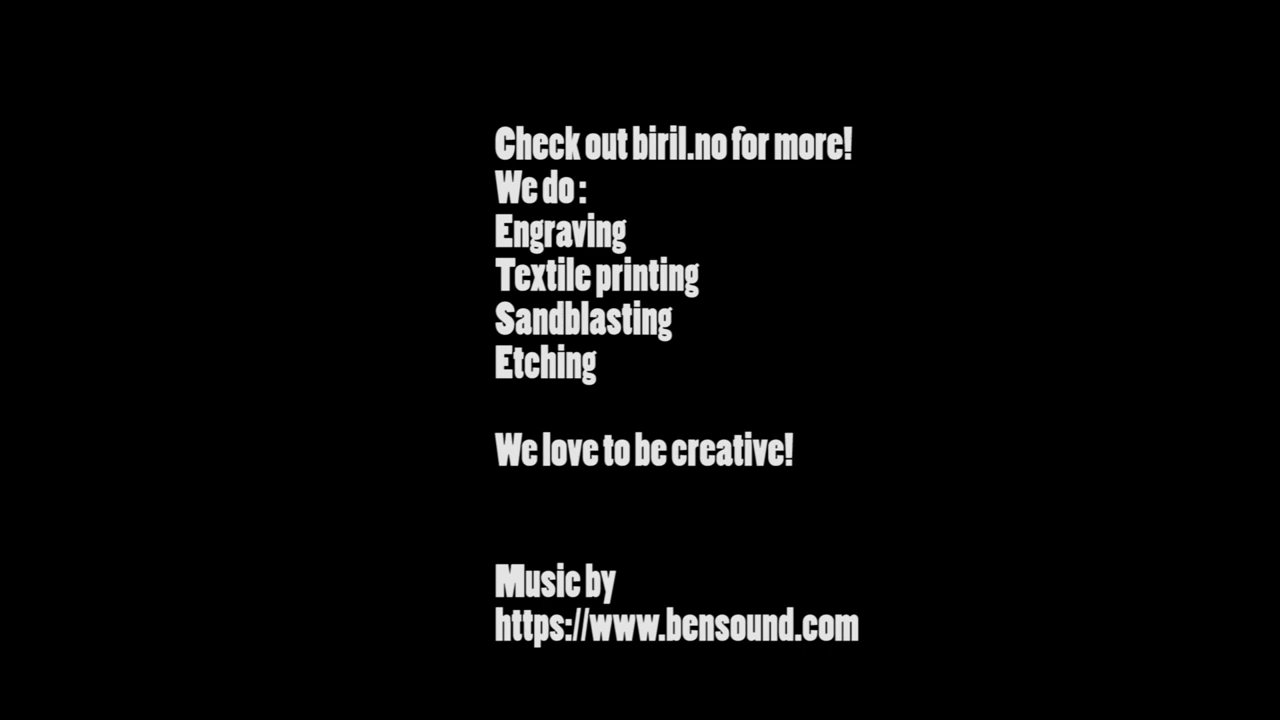 Check out biril.no for more!
We do :
Engraving
Textile printing
Sandblasting
Etching
We love to be creative!
Music by
https://www.bensound.com